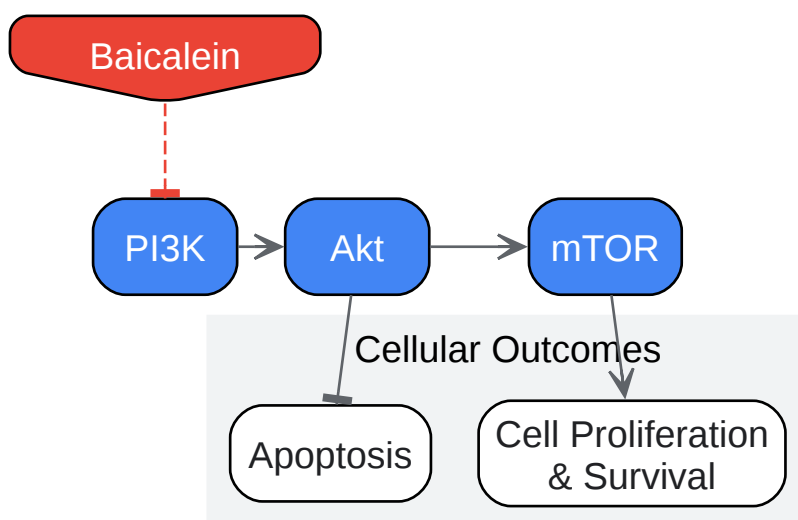 Baicalein
PI3K
Akt
mTOR
Cellular Outcomes
Apoptosis
Cell Proliferation
& Survival